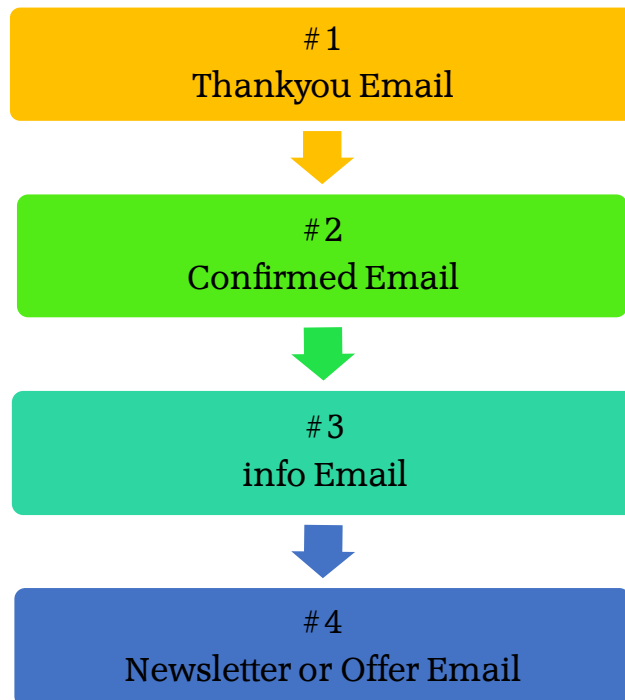 #1
Thankyou Email
#2
Confirmed Email
#3
info Email
#4
Newsletter or Offer Email